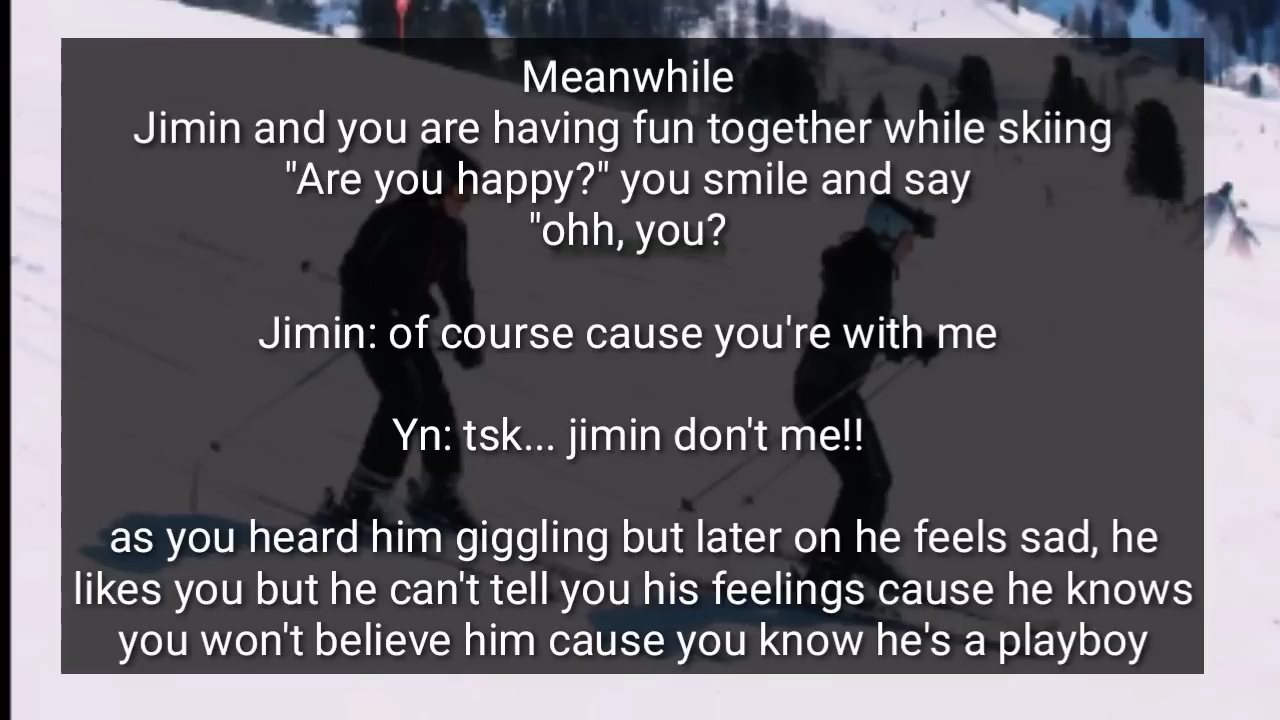 Meanwhile
Jimin and you are having fun together while skiing
"Are you happy?" you smile and say
"ohh, you?
Jimin: of course cause you're with me
Yn: tsk... jimin don't me!!
as you heard him giggling but later on he feels sad, he
likes you but he can't tell you his feelings cause he knows
you won't believe him cause you know he's a playboy